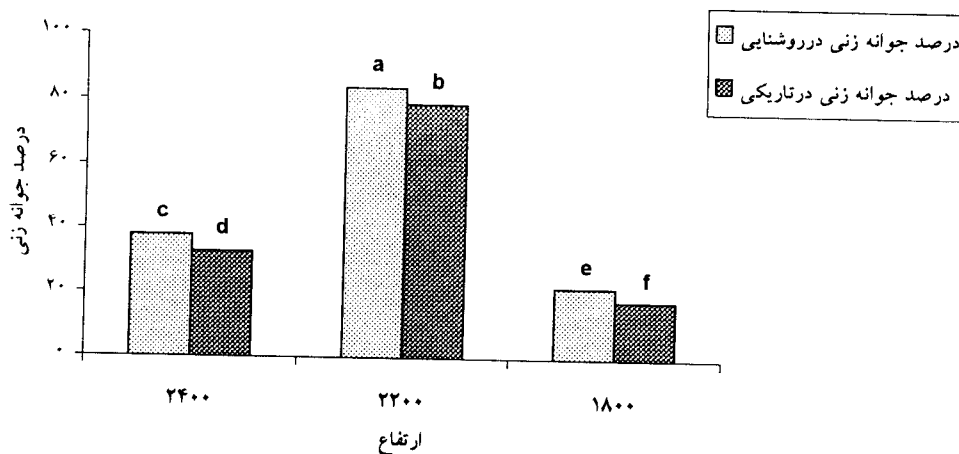 درصد جوانه زنی درروشنایی
درصد جوانه زنی درتاریکی
درصد جوانه زنی
۱۰۰
۸۰
۶۰
۴۰
۲۰
۰
c
d
a
b
e
f
۲۴۰۰
۲۲۰۰
۱۸۰۰
ارتفاع